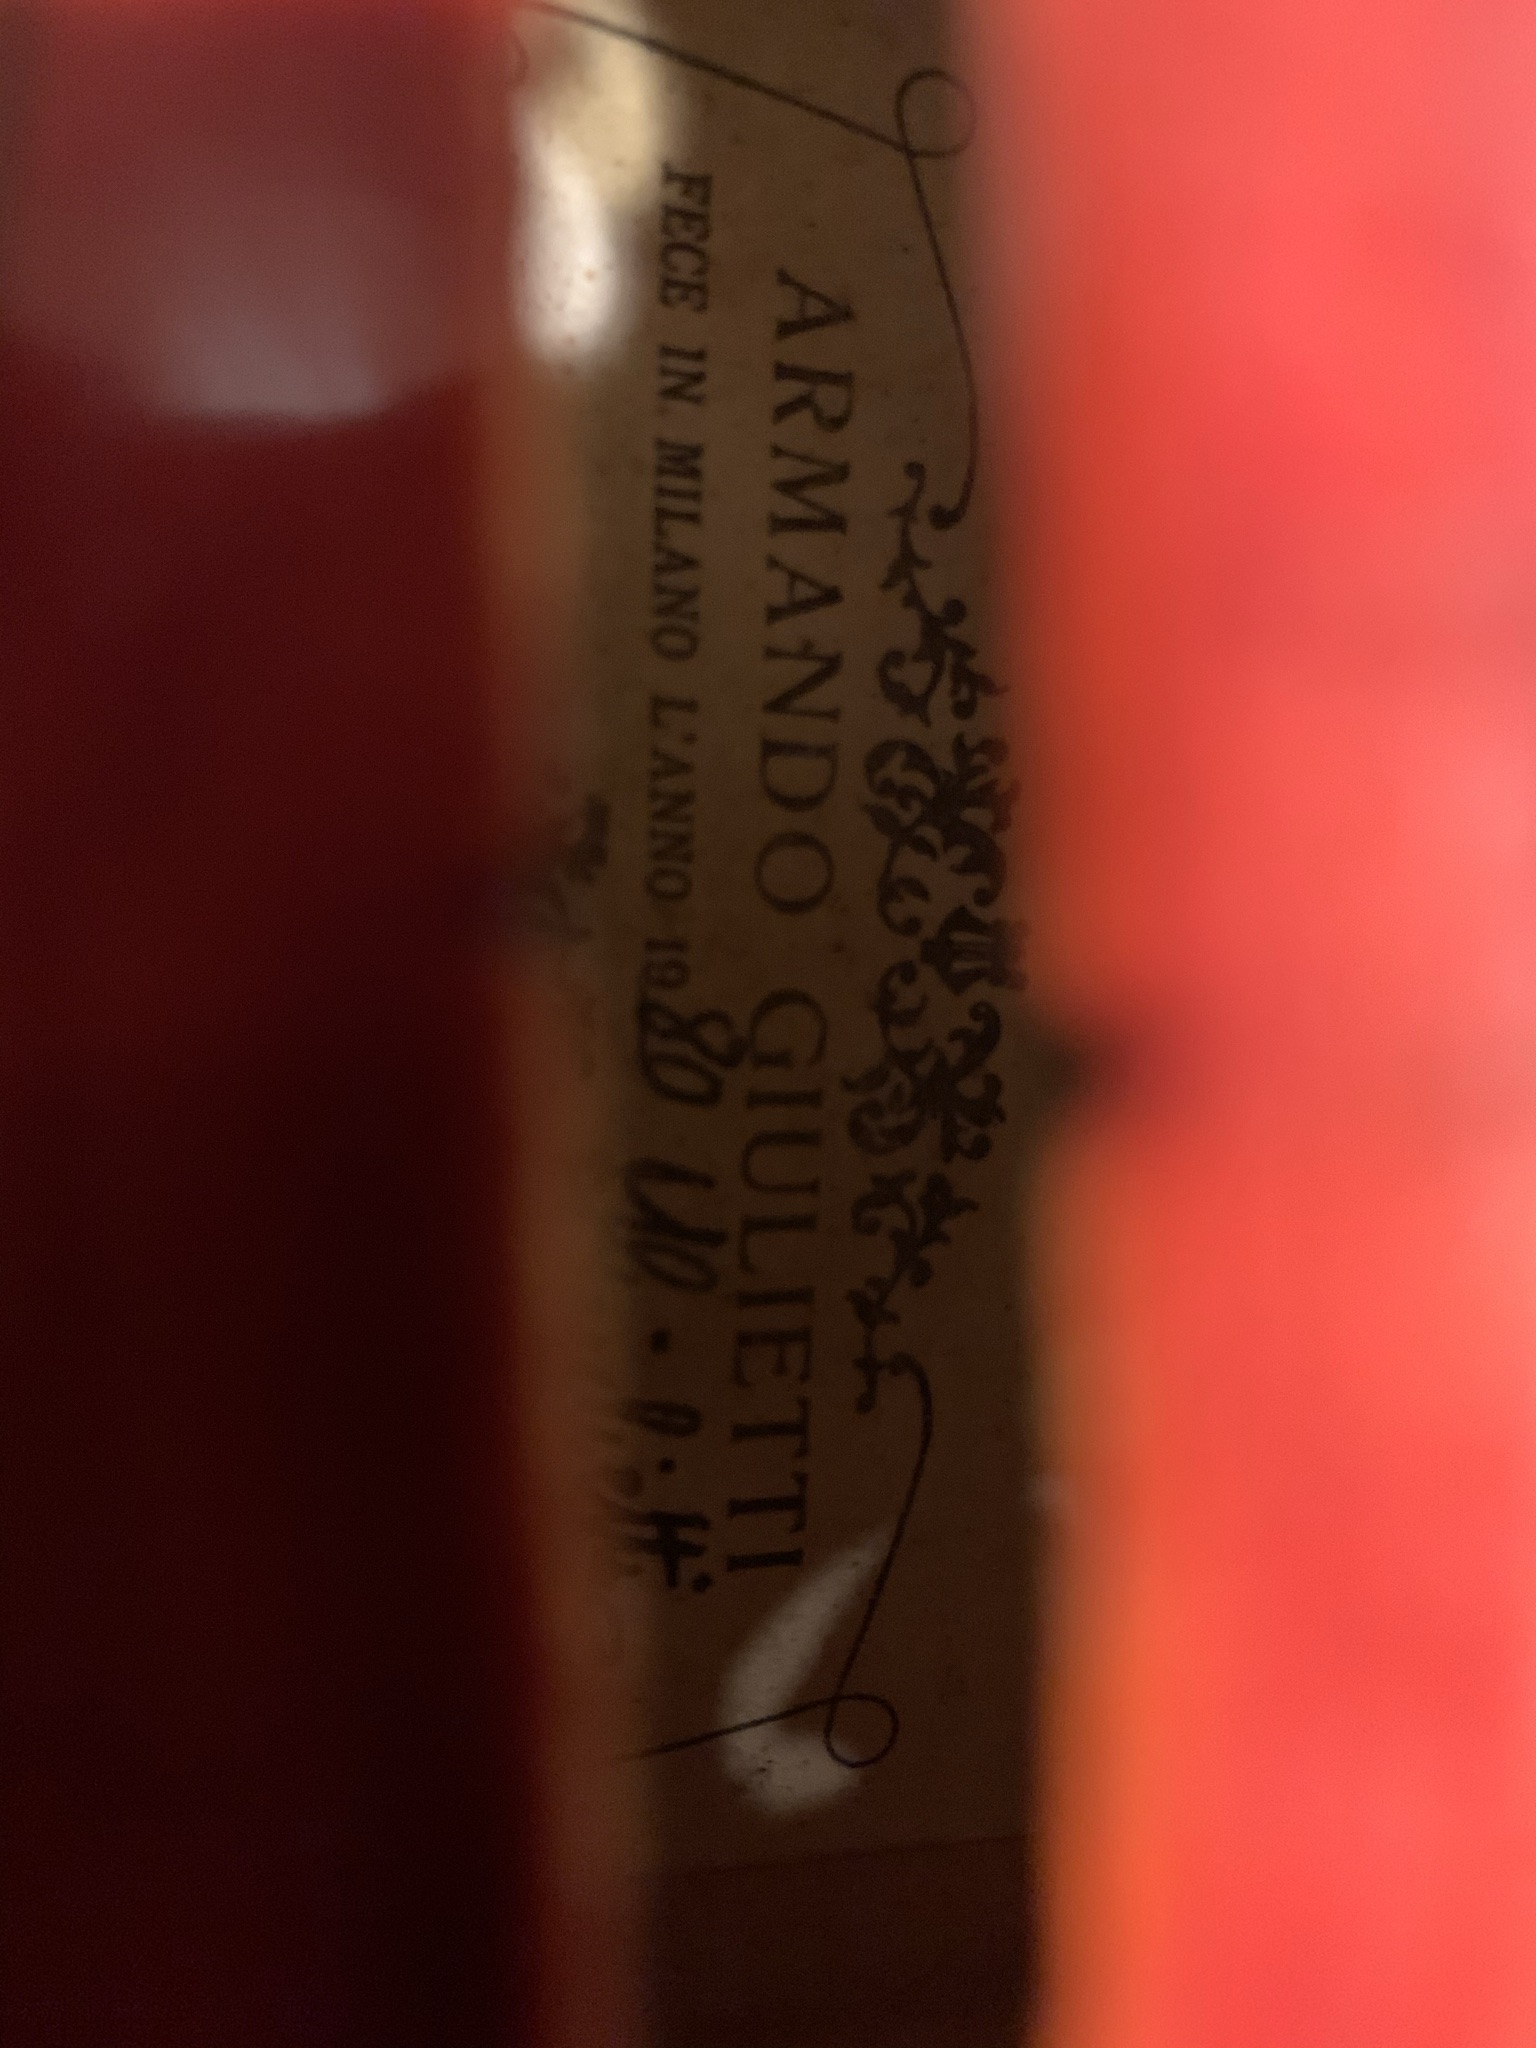 ARMANDO GIULIETTI
FECE IN MILANO L'ANNO 1980